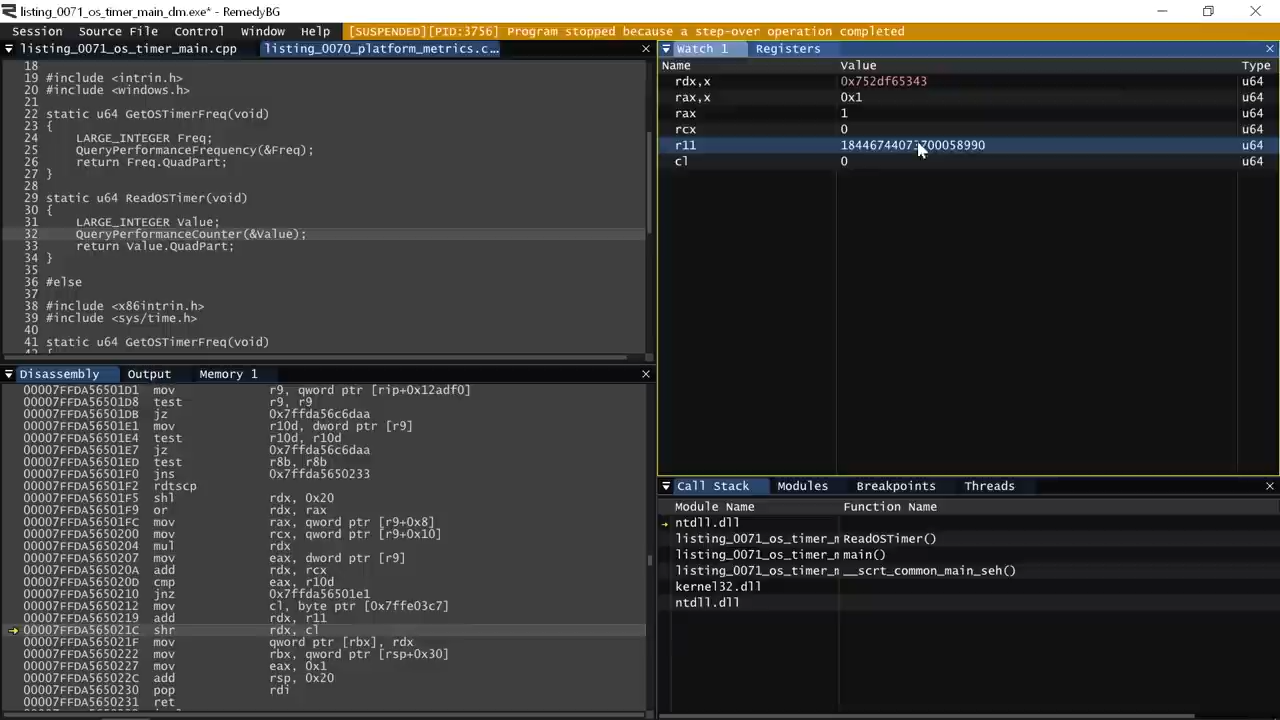 listing_0071_os_timer_main_dm.exe* - RemedyBG
Session Source File Control Window Help [SUSPENDED][PID:3756] Program stopped because a step-over operation completed
listing_0071_os_timer_main.cpp listing_0070_platform_metrics.c...
18
19 #include <intrin.h>
20 #include <windows.h>
21
22 static u64 GetOSTimerFreq(void)
23 {
24 LARGE_INTEGER Freq;
25 QueryPerformanceFrequency(&Freq);
26 return Freq.QuadPart;
27 }
28
29 static u64 ReadOSTimer(void)
30 {
31 LARGE_INTEGER Value;
32 QueryPerformanceCounter(&Value);
33 return Value.QuadPart;
34 }
35
36 #else
37
38 #include <x86intrin.h>
39 #include <sys/time.h>
40
41 static u64 GetOSTimerFreq(void)
Watch 1 Registers
Name Value Type
rdx,x 0x752df65343 u64
rax,x 0x1 u64
rax 1 u64
rcx 0 u64
r11 u64
cl 0 u64
Disassembly Output Memory 1
00007FFDA56501D1 mov r9, qword ptr [rip+0x12adf0]
00007FFDA56501D8 test r9, r9
00007FFDA56501DB jz 0x7ffda56c6daa
00007FFDA56501E1 mov r10d, dword ptr [r9]
00007FFDA56501E4 test r10d, r10d
00007FFDA56501E7 jz 0x7ffda56c6daa
00007FFDA56501ED test r8b, r8b
00007FFDA56501F0 jns 0x7ffda5650233
00007FFDA56501F2 rdtscp
00007FFDA56501F5 shl rdx, 0x20
00007FFDA56501F9 or rdx, rax
00007FFDA56501FC mov rax, qword ptr [r9+0x8]
00007FFDA5650200 mov rcx, qword ptr [r9+0x10]
00007FFDA5650204 mul rdx
00007FFDA5650207 mov eax, dword ptr [r9]
00007FFDA565020A add rdx, rcx
00007FFDA565020D cmp eax, r10d
00007FFDA5650210 jnz 0x7ffda56501e1
00007FFDA5650212 mov cl, byte ptr [0x7ffe03c7]
00007FFDA5650219 add rdx, r11
00007FFDA565021C shr rdx, cl
00007FFDA565021F mov qword ptr [rbx], rdx
00007FFDA5650222 mov rbx, qword ptr [rsp+0x30]
00007FFDA5650227 mov eax, 0x1
00007FFDA565022C add rsp, 0x20
00007FFDA5650230 pop rdi
00007FFDA5650231 ret
Call Stack Modules Breakpoints Threads
Module Name Function Name
ntdll.dll
listing_0071_os_timer_m ReadOSTimer()
listing_0071_os_timer_m main()
listing_0071_os_timer_m __scrt_common_main_seh()
kernel32.dll
ntdll.dll